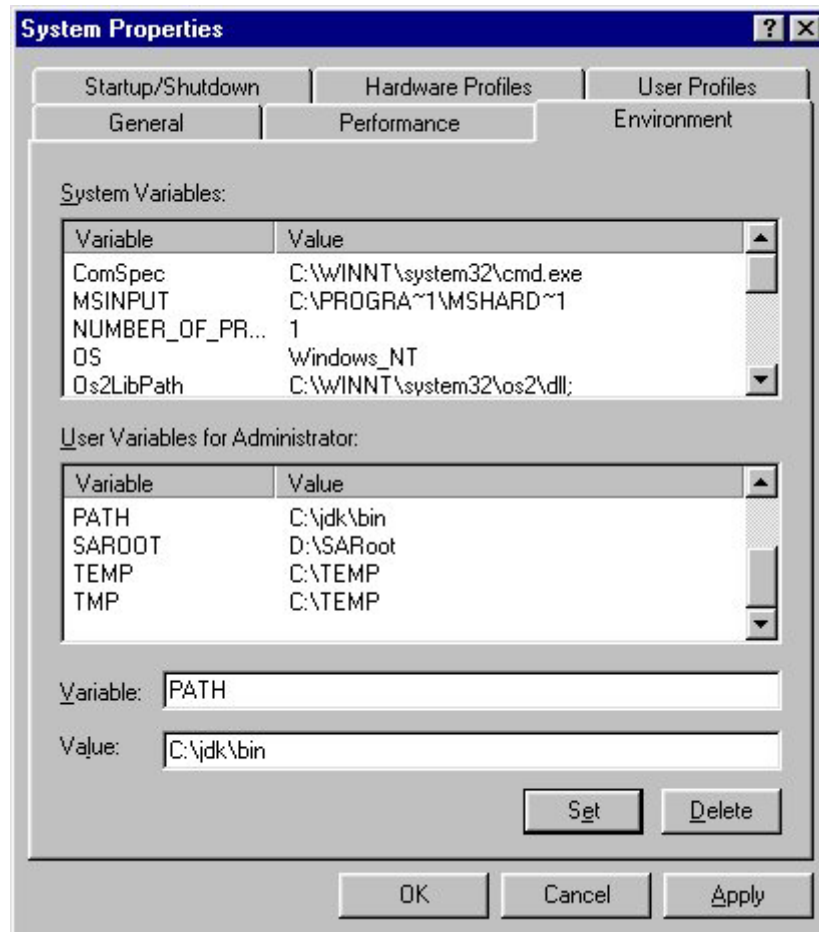 System Properties
Startup/Shutdown Hardware Profiles User Profiles
General Performance Environment
System Variables:
Variable Value
ComSpec C:\WINNT\system32\cmd.exe
MSINPUT C:\PROGRA~1\MSHARD~1
NUMBER_OF_PR... 1
OS Windows_NT
Os2LibPath C:\WINNT\system32\os2\dll;
User Variables for Administrator:
Variable Value
PATH C:\jdk\bin
SAROOT D:\SARoot
TEMP C:\TEMP
TMP C:\TEMP
Variable: PATH
Value: C:\jdk\bin
Set Delete
OK Cancel Apply